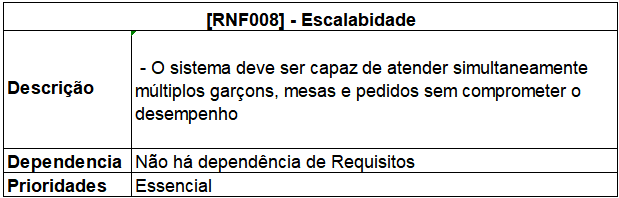 [RNF008] - Escalabidade
Descrição
- O sistema deve ser capaz de atender simultaneamente
múltiplos garçons, mesas e pedidos sem comprometer o
desempenho
Dependencia Não há dependência de Requisitos
Prioridades Essencial